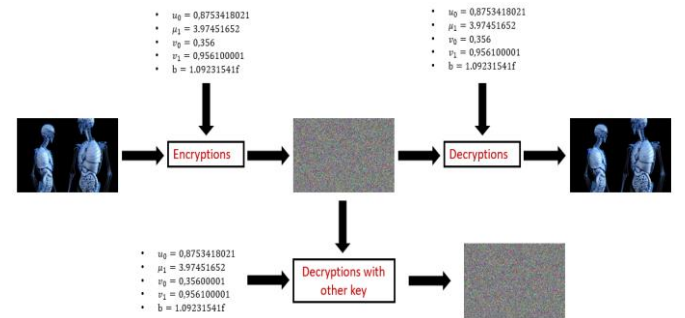 • u₀ = 0,8753418021
• μ₁ = 3.97451652
• v₀ = 0,356
• v₁ = 0,956100001
• b = 1.09231541f
• u₀ = 0,8753418021
• μ₁ = 3.97451652
• v₀ = 0,356
• v₁ = 0,956100001
• b = 1.09231541f
Encryptions
Decryptions
• u₀ = 0,8753418021
• μ₁ = 3.97451652
• v₀ = 0,35600001
• v₁ = 0,956100001
• b = 1.09231541f
Decryptions with
other key